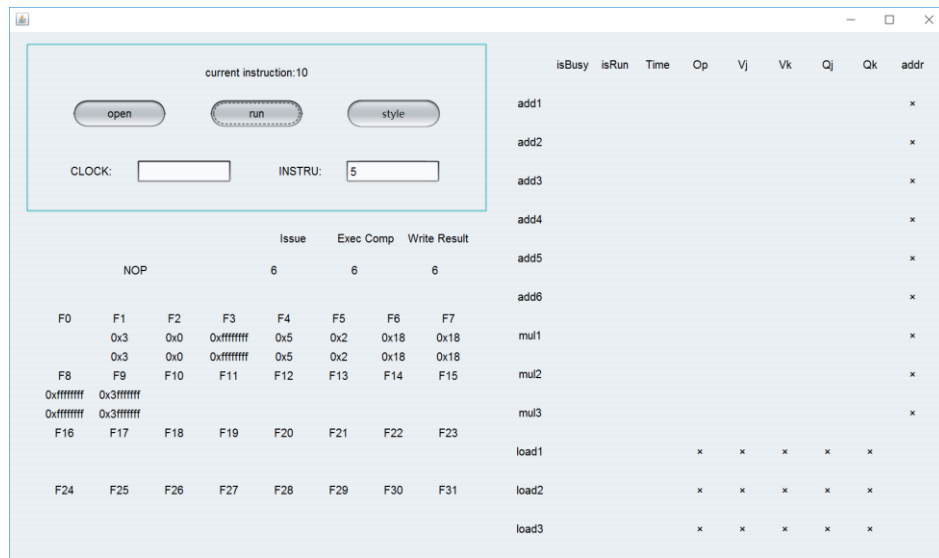 current instruction:10
open run style
CLOCK: INSTRU: 5
Issue Exec Comp Write Result
NOP 6 6 6
F0 F1 F2 F3 F4 F5 F6 F7
0x3 0x0 0xffffffff 0x5 0x2 0x18 0x18
0x3 0x0 0xffffffff 0x5 0x2 0x18 0x18
F8 F9 F10 F11 F12 F13 F14 F15
0xffffffff 0x3fffffff
0xffffffff 0x3fffffff
F16 F17 F18 F19 F20 F21 F22 F23
F24 F25 F26 F27 F28 F29 F30 F31
isBusy isRun Time Op Vj Vk Qj Qk addr
add1 ×
add2 ×
add3 ×
add4 ×
add5 ×
add6 ×
mul1 ×
mul2 ×
mul3 ×
load1 × × × × ×
load2 × × × × ×
load3 × × × × ×